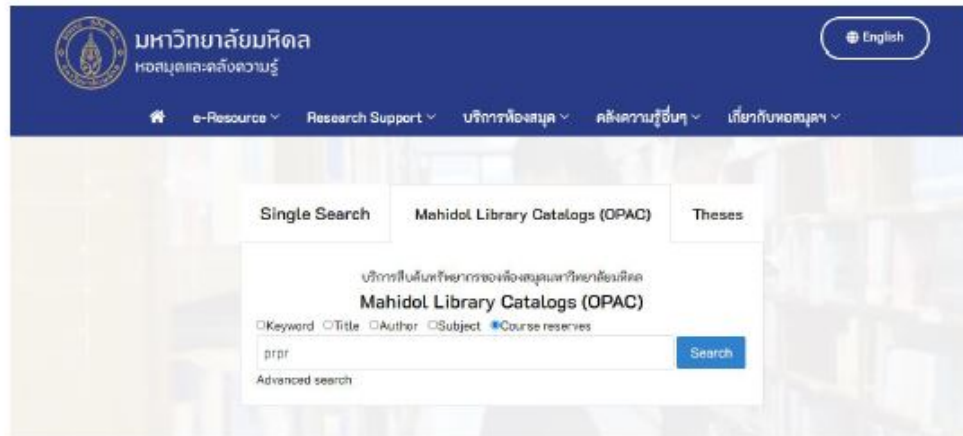 มหาวิทยาลัยมหิดล
หอสมุดและคลังความรู้
English
e-Resource Research Support บริการห้องสมุด คลังความรู้อื่นๆ เกี่ยวกับหอสมุดฯ
Single Search Mahidol Library Catalogs (OPAC) Theses
บริการสืบค้นทรัพยากรของห้องสมุดมหาวิทยาลัยมหิดล
Mahidol Library Catalogs (OPAC)
Keyword Title Author Subject Course reserves
prpr Search
Advanced search